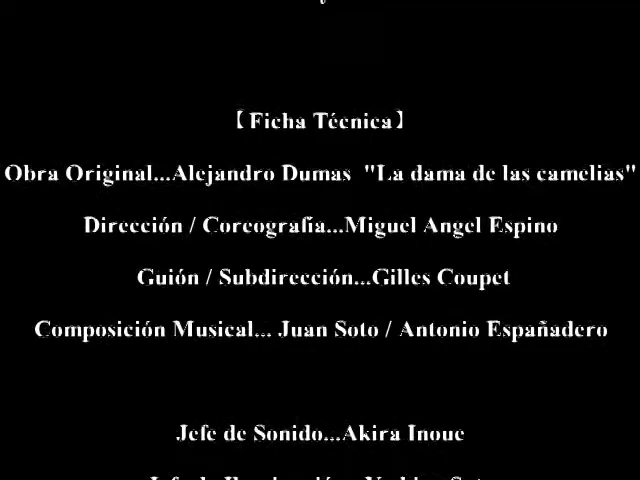 【Ficha Técnica】
Obra Original...Alejandro Dumas "La dama de las camelias"
Dirección / Coreografía...Miguel Angel Espino
Guión / Subdirección...Gilles Coupet
Composición Musical... Juan Soto / Antonio Españadero
Jefe de Sonido...Akira Inoue